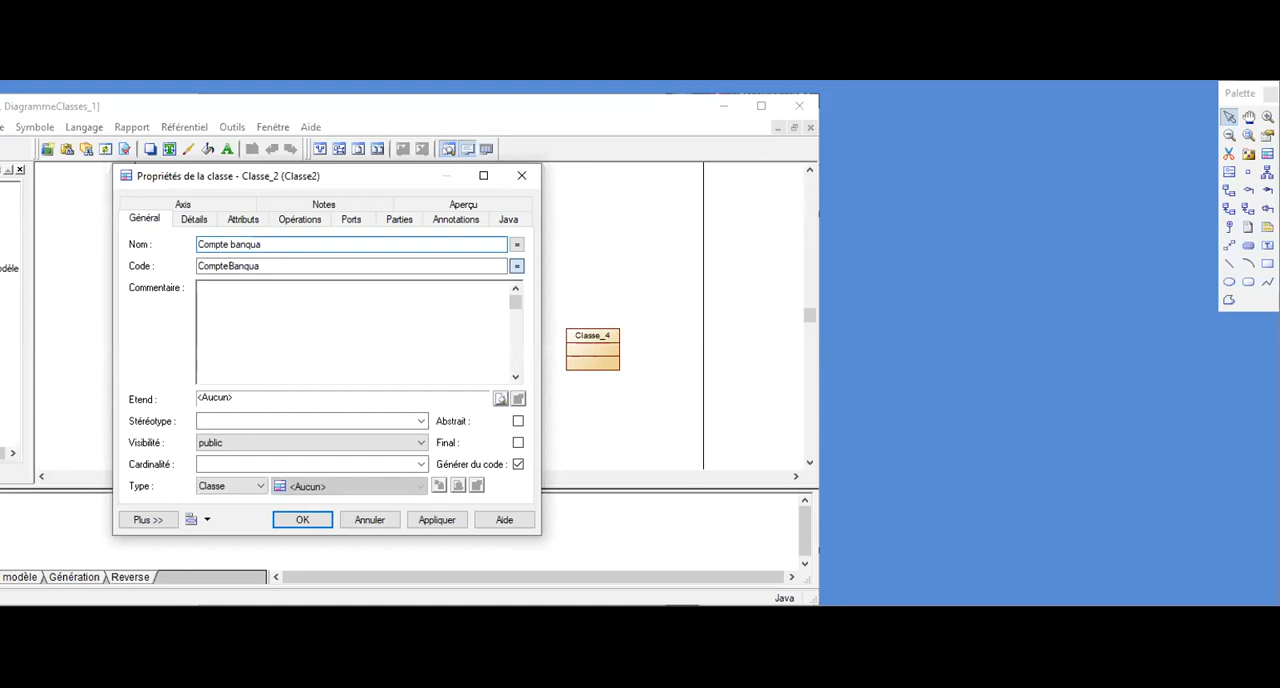 DiagrammeClasses_1]
Palette
Symbole Langage Rapport Référentiel Outils Fenêtre Aide
Propriétés de la classe - Classe_2 (Classe2)
Axis Notes Aperçu
Général Détails Attributs Opérations Ports Parties Annotations Java
Nom : Compte banqua =
Code : CompteBanqua =
Commentaire :
Classe_4
Etend : <Aucun>
Stéréotype : Abstrait :
Visibilité : public Final :
Cardinalité : Générer du code :
Type : Classe <Aucun>
Plus >> OK Annuler Appliquer Aide
modèle Génération Reverse
Java